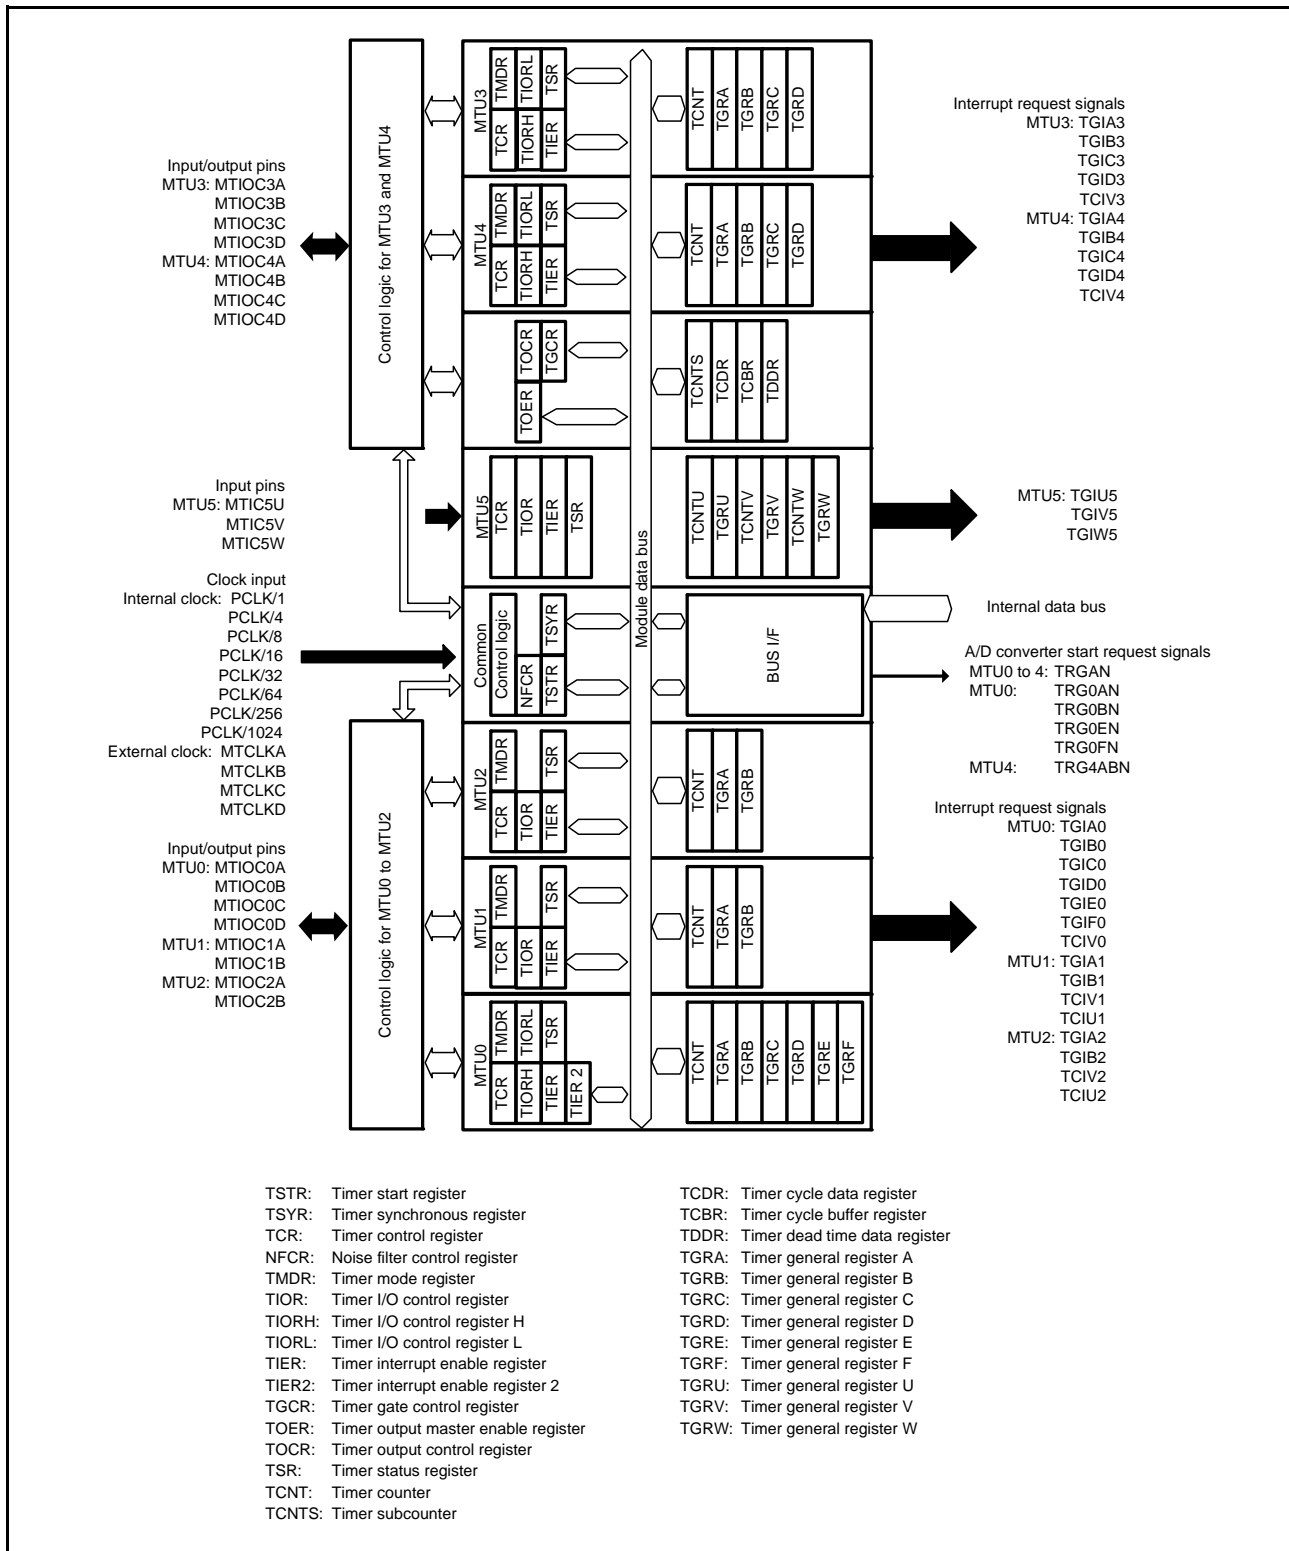 Input/output pins
MTU3: MTIOC3A
MTIOC3B
MTIOC3C
MTIOC3D
MTU4: MTIOC4A
MTIOC4B
MTIOC4C
MTIOC4D
Input pins
MTU5: MTIC5U
MTIC5V
MTIC5W
Clock input
Internal clock: PCLK/1
PCLK/4
PCLK/8
PCLK/16
PCLK/32
PCLK/64
PCLK/256
PCLK/1024
External clock: MTCLKA
MTCLKB
MTCLKC
MTCLKD
Input/output pins
MTU0: MTIOC0A
MTIOC0B
MTIOC0C
MTIOC0D
MTU1: MTIOC1A
MTIOC1B
MTU2: MTIOC2A
MTIOC2B
Control logic for MTU3 and MTU4
Control logic for MTU0 to MTU2
MTU3
TCR
TMDR
TIORH
TIORL
TIER
TSR
TCNT
TGRA
TGRB
TGRC
TGRD
MTU4
TCR
TMDR
TIORH
TIORL
TIER
TSR
TCNT
TGRA
TGRB
TGRC
TGRD
TOER
TOCR
TGCR
TCNTS
TCDR
TCBR
TDDR
MTU5
TCR
TIOR
TIER
TSR
TCNTU
TGRU
TCNTV
TGRV
TCNTW
TGRW
Module data bus
Common
Control logic
NFCR
TSTR
TSYR
BUS I/F
MTU2
TCR
TMDR
TIOR
TIER
TSR
TCNT
TGRA
TGRB
MTU1
TCR
TMDR
TIOR
TIER
TSR
TCNT
TGRA
TGRB
MTU0
TCR
TMDR
TIORH
TIORL
TIER
TSR
TIER 2
TCNT
TGRA
TGRB
TGRC
TGRD
TGRE
TGRF
Interrupt request signals
MTU3: TGIA3
TGIB3
TGIC3
TGID3
TCIV3
MTU4: TGIA4
TGIB4
TGIC4
TGID4
TCIV4
MTU5: TGIU5
TGIV5
TGIW5
Internal data bus
A/D converter start request signals
MTU0 to 4: TRGAN
MTU0: TRG0AN
TRG0BN
TRG0EN
TRG0FN
MTU4: TRG4ABN
Interrupt request signals
MTU0: TGIA0
TGIB0
TGIC0
TGID0
TGIE0
TGIF0
TCIV0
MTU1: TGIA1
TGIB1
TCIV1
TCIU1
MTU2: TGIA2
TGIB2
TCIV2
TCIU2
TSTR: Timer start register
TSYR: Timer synchronous register
TCR: Timer control register
NFCR: Noise filter control register
TMDR: Timer mode register
TIOR: Timer I/O control register
TIORH: Timer I/O control register H
TIORL: Timer I/O control register L
TIER: Timer interrupt enable register
TIER2: Timer interrupt enable register 2
TGCR: Timer gate control register
TOER: Timer output master enable register
TOCR: Timer output control register
TSR: Timer status register
TCNT: Timer counter
TCNTS: Timer subcounter
TCDR: Timer cycle data register
TCBR: Timer cycle buffer register
TDDR: Timer dead time data register
TGRA: Timer general register A
TGRB: Timer general register B
TGRC: Timer general register C
TGRD: Timer general register D
TGRE: Timer general register E
TGRF: Timer general register F
TGRU: Timer general register U
TGRV: Timer general register V
TGRW: Timer general register W